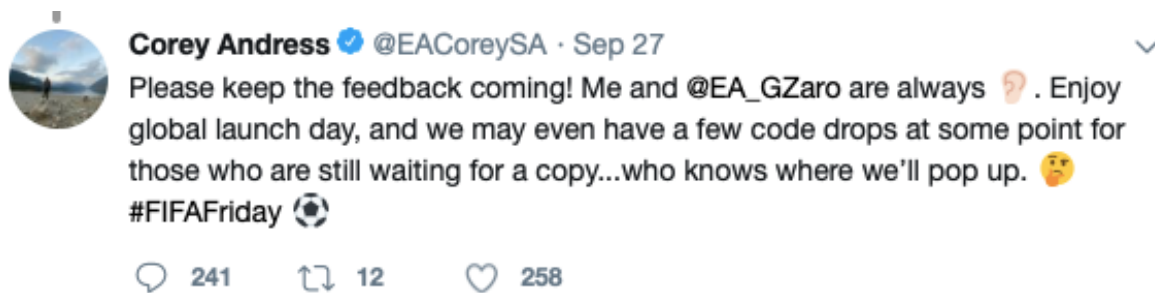 Corey Andress @EACoreySA · Sep 27
Please keep the feedback coming! Me and @EA_GZaro are always 👂. Enjoy
global launch day, and we may even have a few code drops at some point for
those who are still waiting for a copy...who knows where we'll pop up. 🤔
#FIFAFriday ⚽
241 12 258